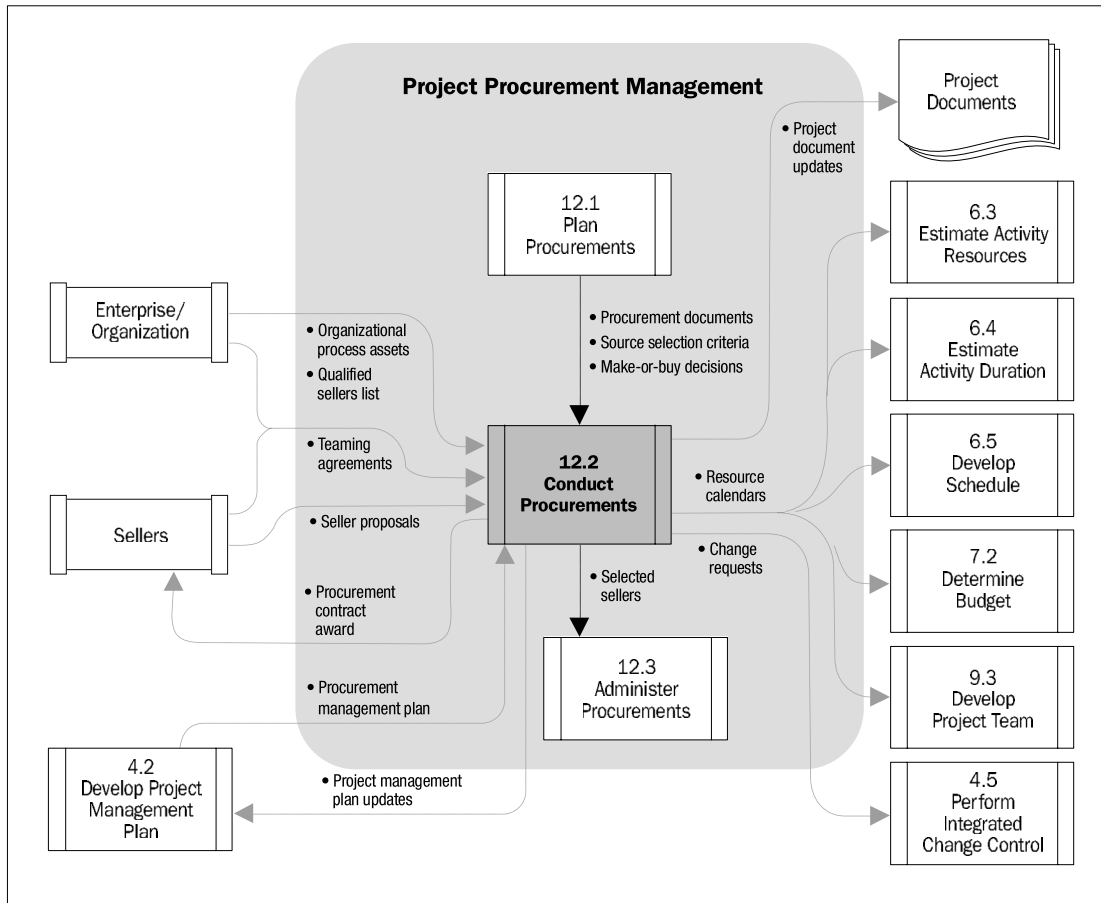 Project Procurement Management
Project
Documents
• Project
document
updates
12.1
Plan
Procurements
6.3
Estimate Activity
Resources
Enterprise/
Organization
• Organizational
process assets
• Qualified
sellers list
• Procurement documents
• Source selection criteria
• Make-or-buy decisions
6.4
Estimate
Activity Duration
• Teaming
agreements
12.2
Conduct
Procurements
• Resource
calendars
6.5
Develop
Schedule
Sellers
• Seller proposals
• Change
requests
• Procurement
contract
award
• Selected
sellers
7.2
Determine
Budget
• Procurement
management plan
12.3
Administer
Procurements
9.3
Develop
Project Team
4.2
Develop Project
Management
Plan
• Project management
plan updates
4.5
Perform
Integrated
Change Control